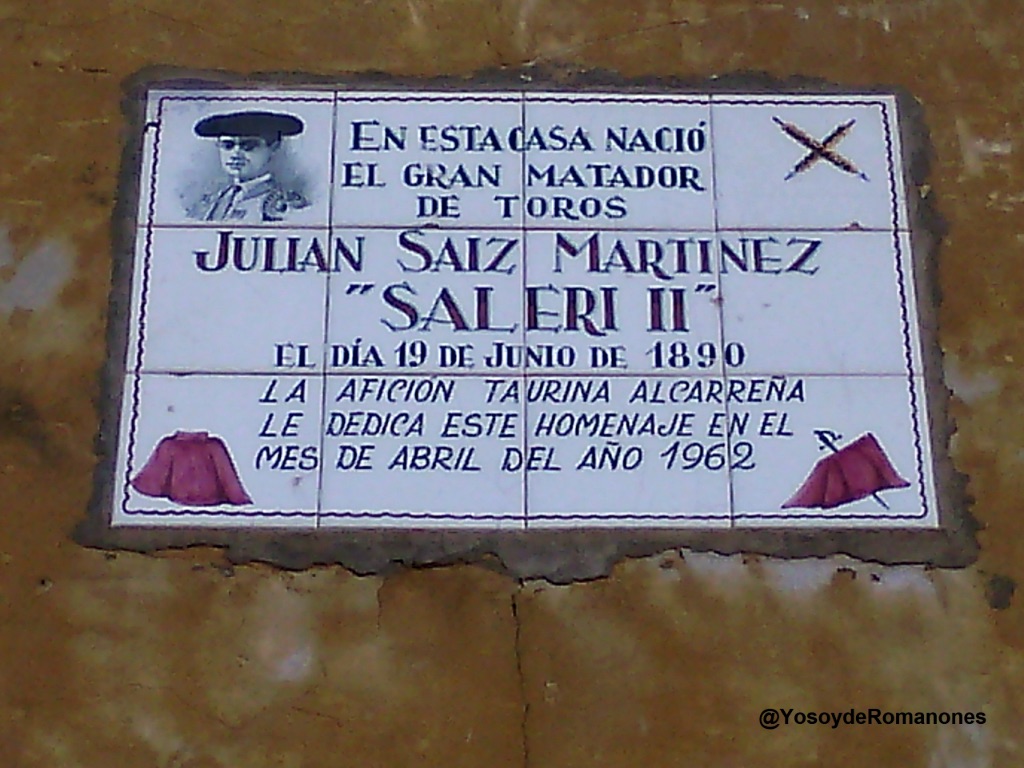 EN ESTA CASA NACIÓ
EL GRAN MATADOR
DE TOROS
JULIAN SAIZ MARTINEZ
"SALERI II"
EL DÍA 19 DE JUNIO DE 1890
LA AFICIÓN TAURINA ALCARREÑA
LE DEDICA ESTE HOMENAJE EN EL
MES DE ABRIL DEL AÑO 1962
@YosoydeRomanones